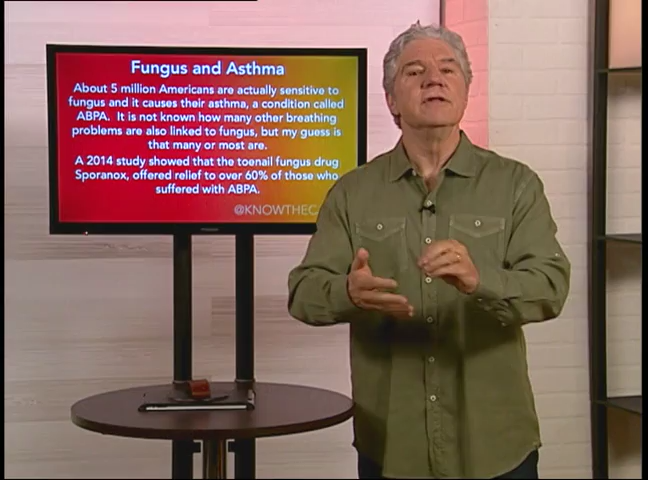 Fungus and Asthma
About 5 million Americans are actually sensitive to
fungus and it causes their asthma, a condition called
ABPA. It is not known how many other breathing
problems are also linked to fungus, but my guess is
that many or most are.
A 2014 study showed that the toenail fungus drug
Sporanox, offered relief to over 60% of those who
suffered with ABPA.
@KNOWTHEC